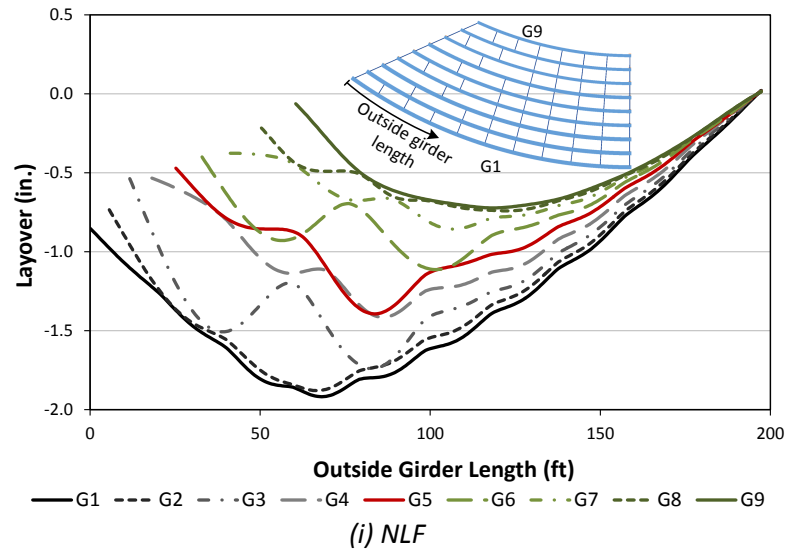 0.5
0.0
-0.5
-1.0
-1.5
-2.0
Layover (in.)
G9
Outside girder
length
G1
0 50 100 150 200
Outside Girder Length (ft)
G1 G2 G3 G4 G5 G6 G7 G8 G9
(i) NLF